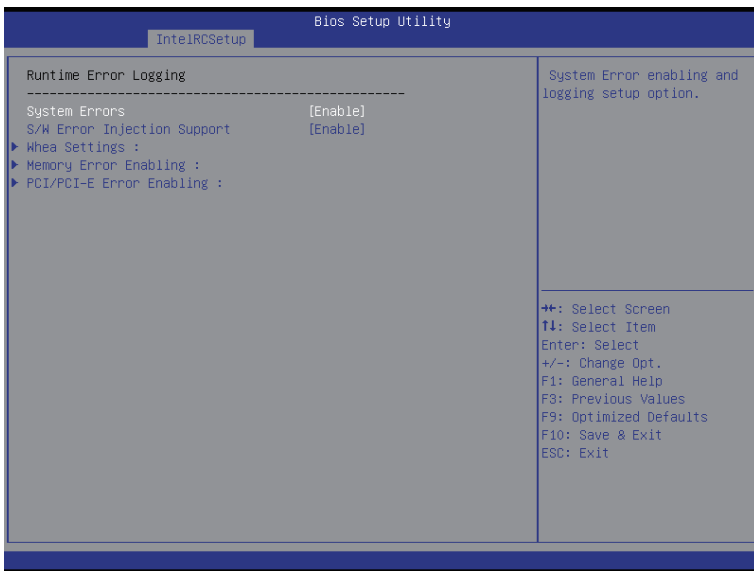 Bios Setup Utility
IntelRCSetup
Runtime Error Logging
-------------------------------------------------
System Errors [Enable]
S/W Error Injection Support [Enable]
Whea Settings :
Memory Error Enabling :
PCI/PCI-E Error Enabling :
System Error enabling and
logging setup option.
→←: Select Screen
↑↓: Select Item
Enter: Select
+/-: Change Opt.
F1: General Help
F3: Previous Values
F9: Optimized Defaults
F10: Save & Exit
ESC: Exit